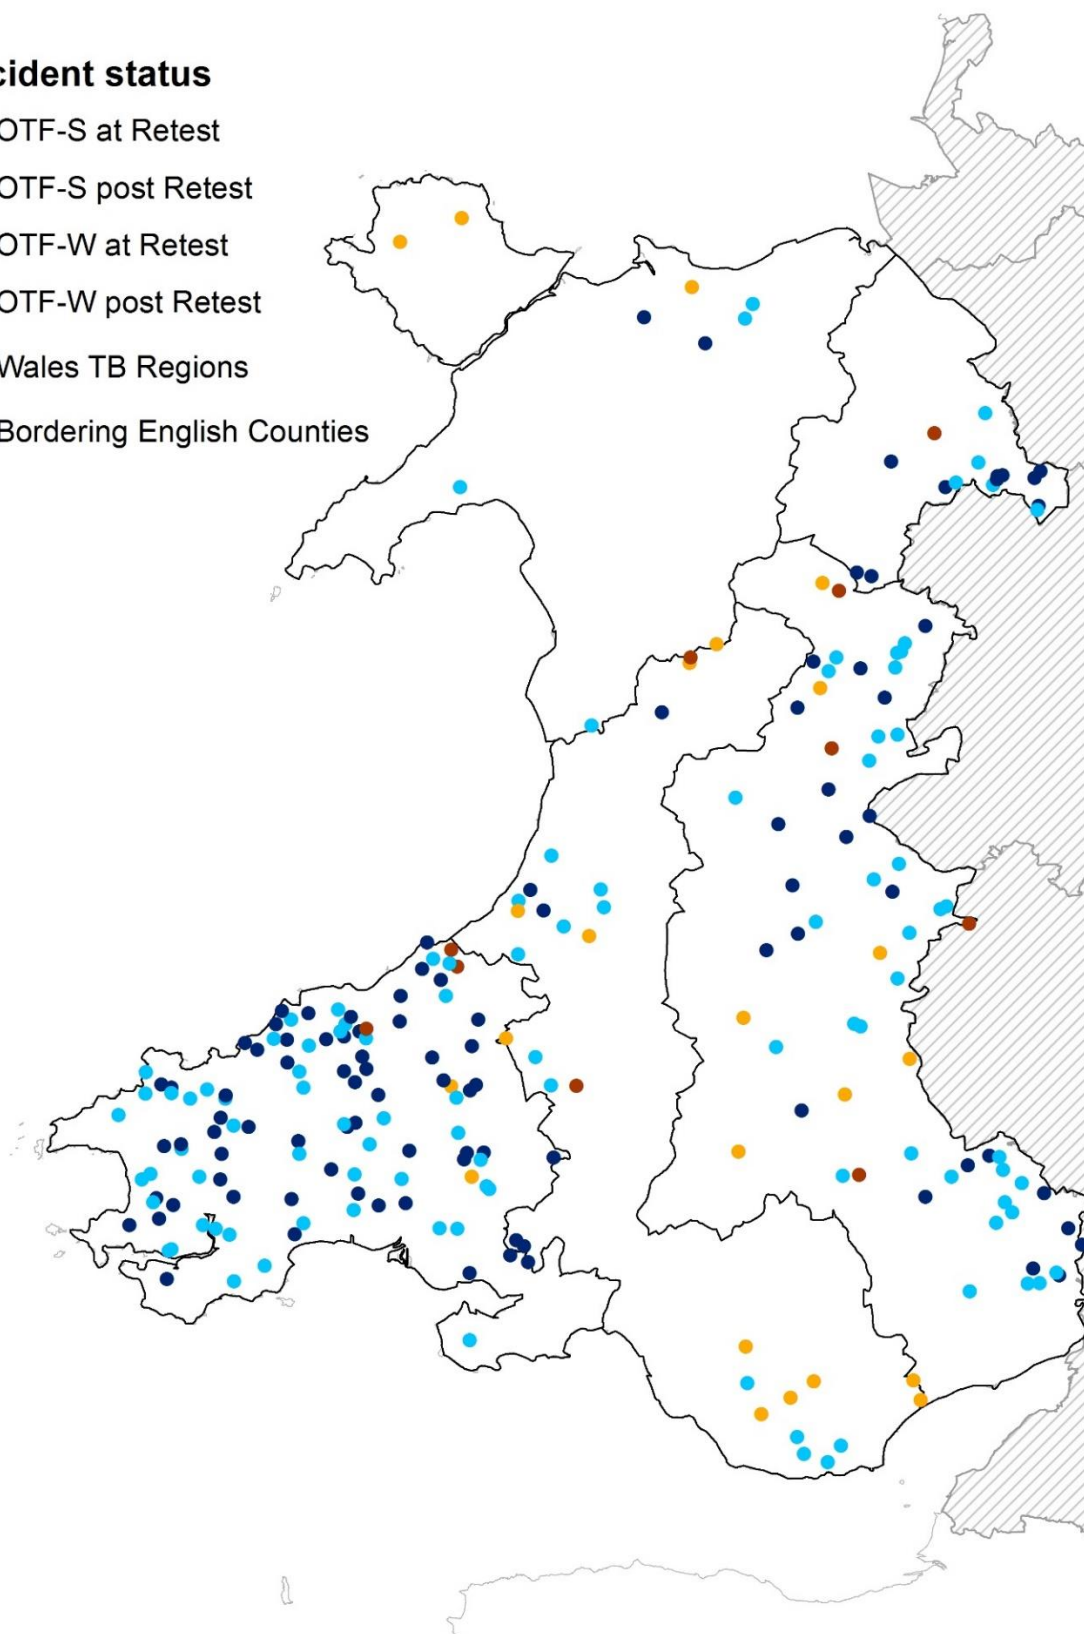 cident status
OTF-S at Retest
OTF-S post Retest
OTF-W at Retest
OTF-W post Retest
Wales TB Regions
Bordering English Counties